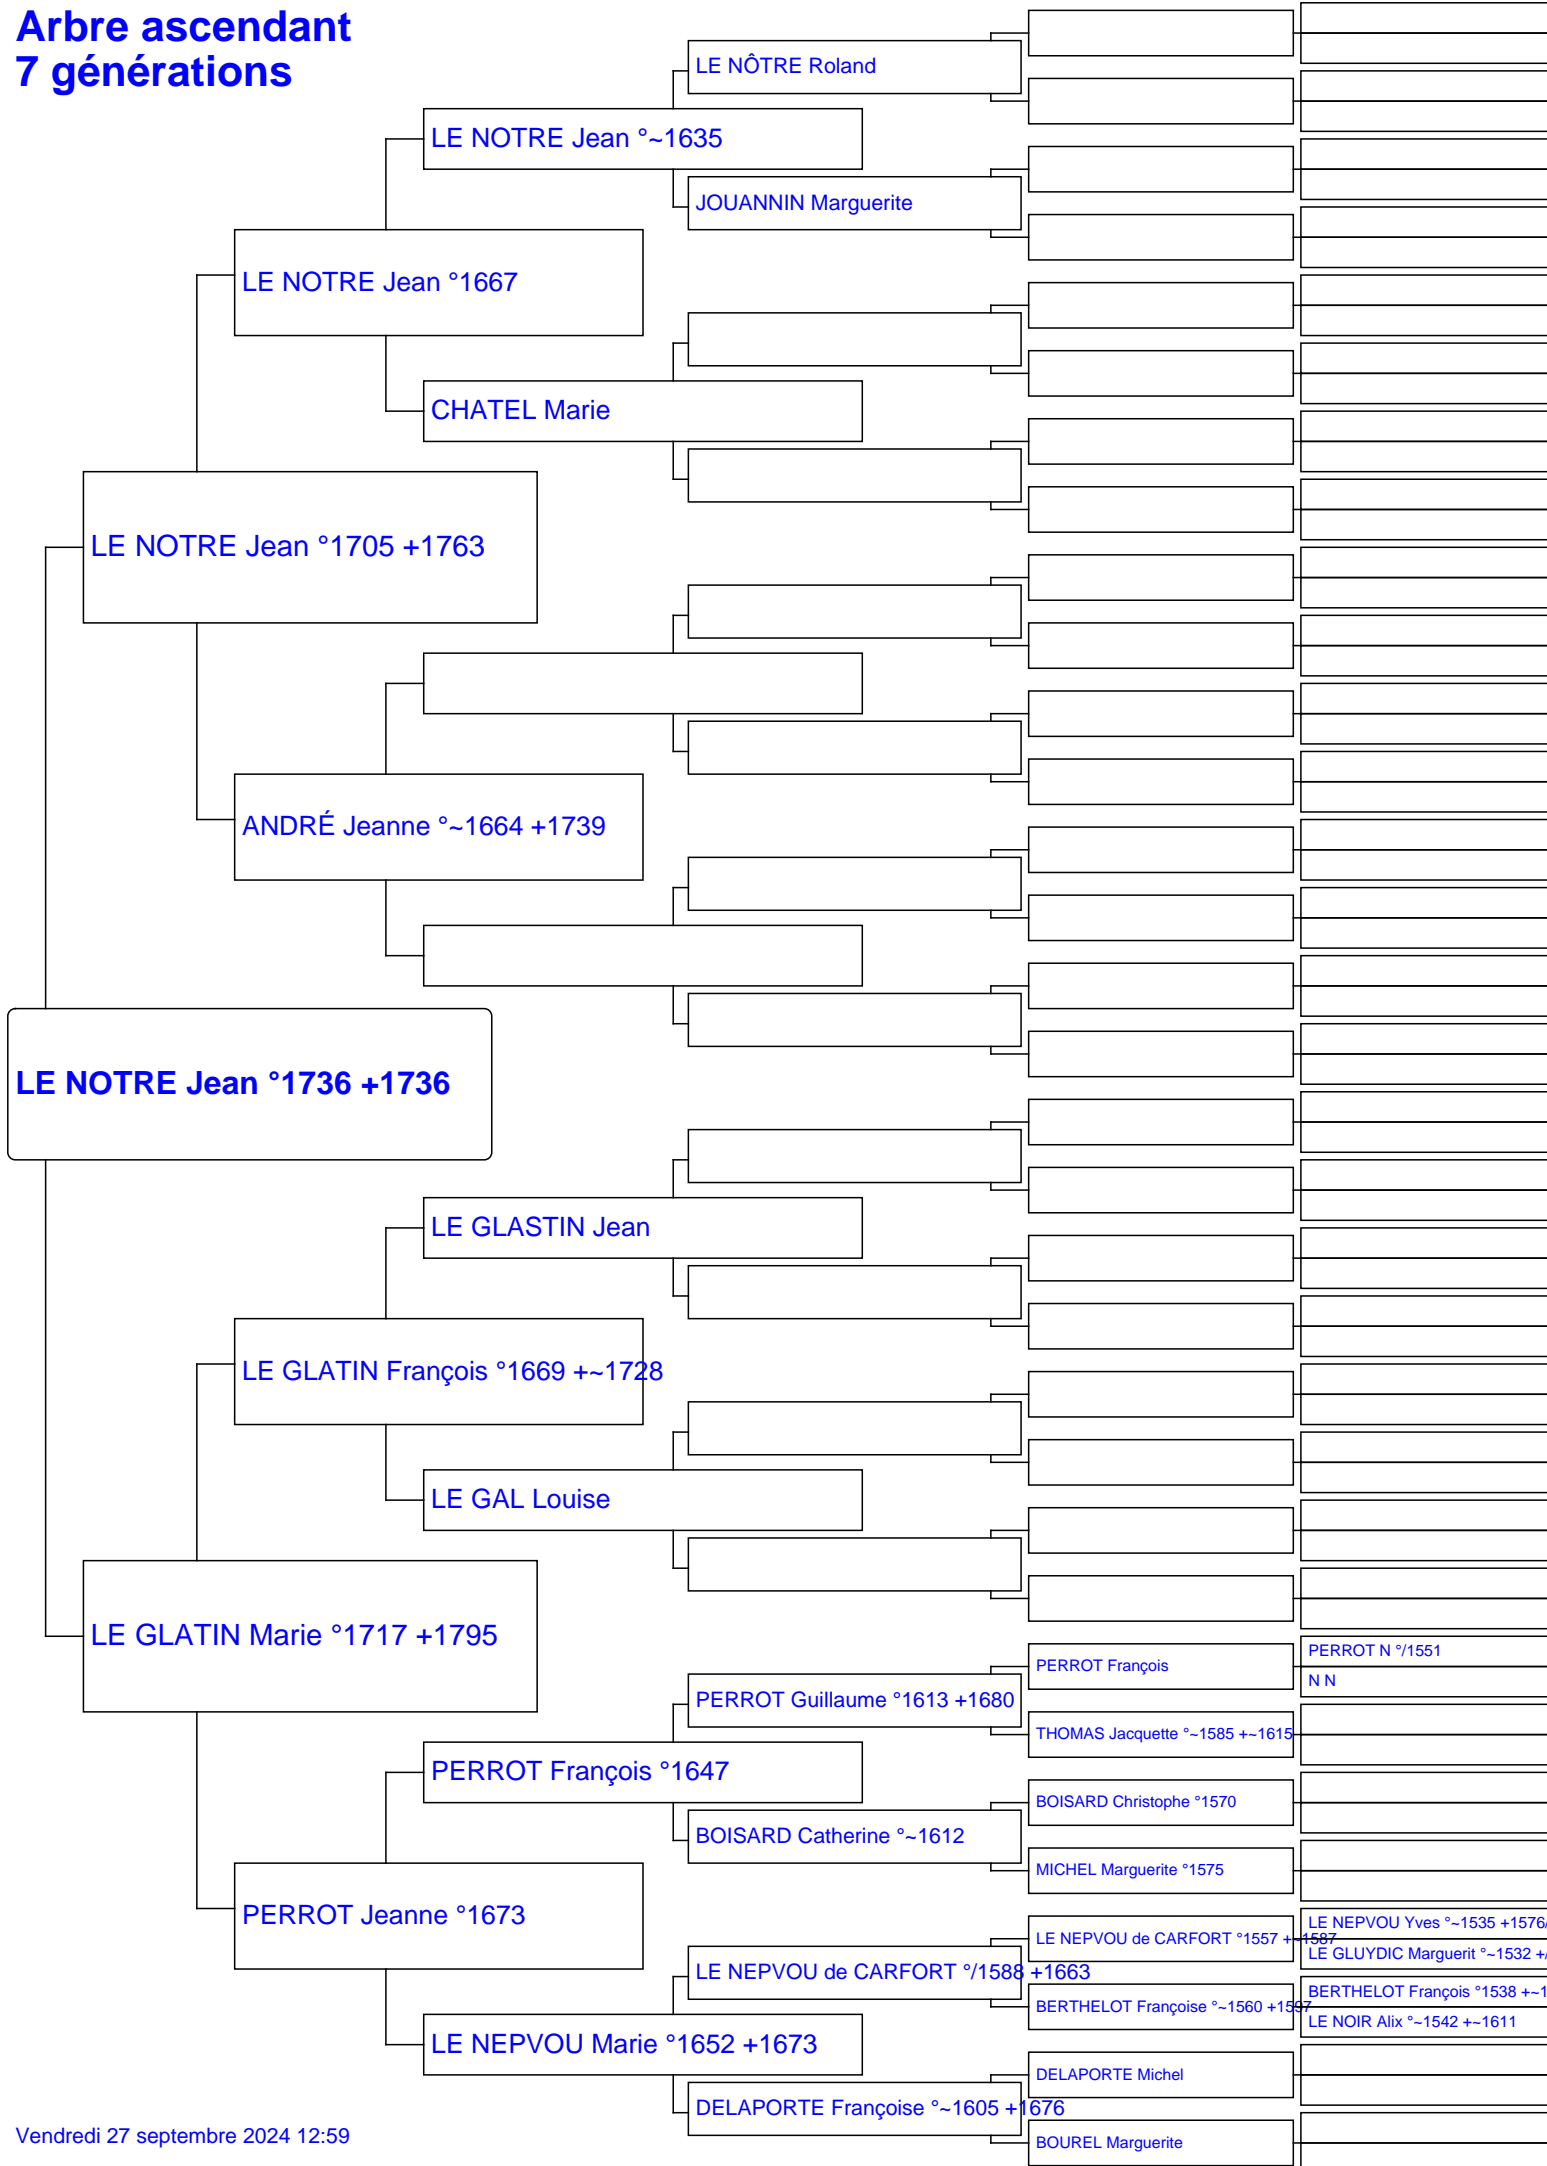 Arbre ascendant
7 générations
LE NÔTRE Roland
LE NOTRE Jean °~1635
JOUANNIN Marguerite
LE NOTRE Jean °1667
CHATEL Marie
LE NOTRE Jean °1705 +1763
ANDRÉ Jeanne °~1664 +1739
LE NOTRE Jean °1736 +1736
LE GLASTIN Jean
LE GLATIN François °1669 +~1728
LE GAL Louise
LE GLATIN Marie °1717 +1795
PERROT N °/1551
PERROT François
N N
PERROT Guillaume °1613 +1680
THOMAS Jacquette °~1585 +~1615
PERROT François °1647
BOISARD Christophe °1570
BOISARD Catherine °~1612
MICHEL Marguerite °1575
PERROT Jeanne °1673
LE NEPVOU Yves °~1535 +1576/
LE NEPVOU de CARFORT °1557 +~1587
LE GLUYDIC Marguerit °~1532 +/
LE NEPVOU de CARFORT °/1588 +1663
BERTHELOT François °1538 +~1
BERTHELOT Françoise °~1560 +1597
LE NOIR Alix °~1542 +~1611
LE NEPVOU Marie °1652 +1673
DELAPORTE Michel
DELAPORTE Françoise °~1605 +1676
BOUREL Marguerite
Vendredi 27 septembre 2024 12:59